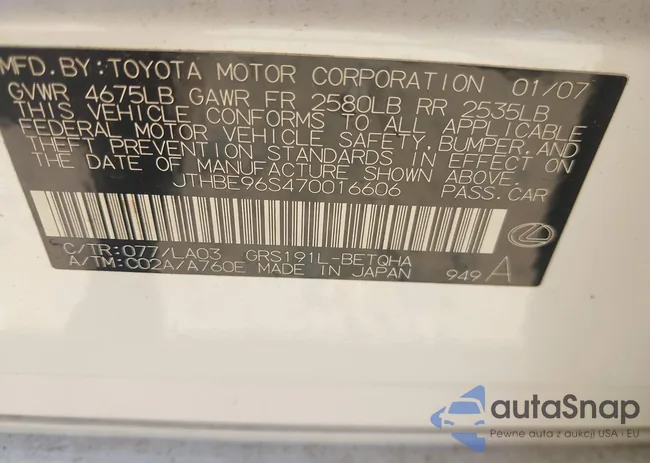 MFD. BY: TOYOTA MOTOR CORPORATION 01/07
GVWR 4675LB GAWR FR 2580LB RR 2535LB
THIS VEHICLE CONFORMS TO ALL APPLICABLE
FEDERAL MOTOR VEHICLE SAFETY, BUMPER, AND
THEFT PREVENTION STANDARDS IN EFFECT ON
THE DATE OF MANUFACTURE SHOWN ABOVE.
JTHBE96S470016606 PASS. CAR
C/TR: 077/LA03 GRS191L-BETQHA
A/TM: C02A/A760E MADE IN JAPAN 949 A
autaSnap
Pewne auta z aukcji USA i EU